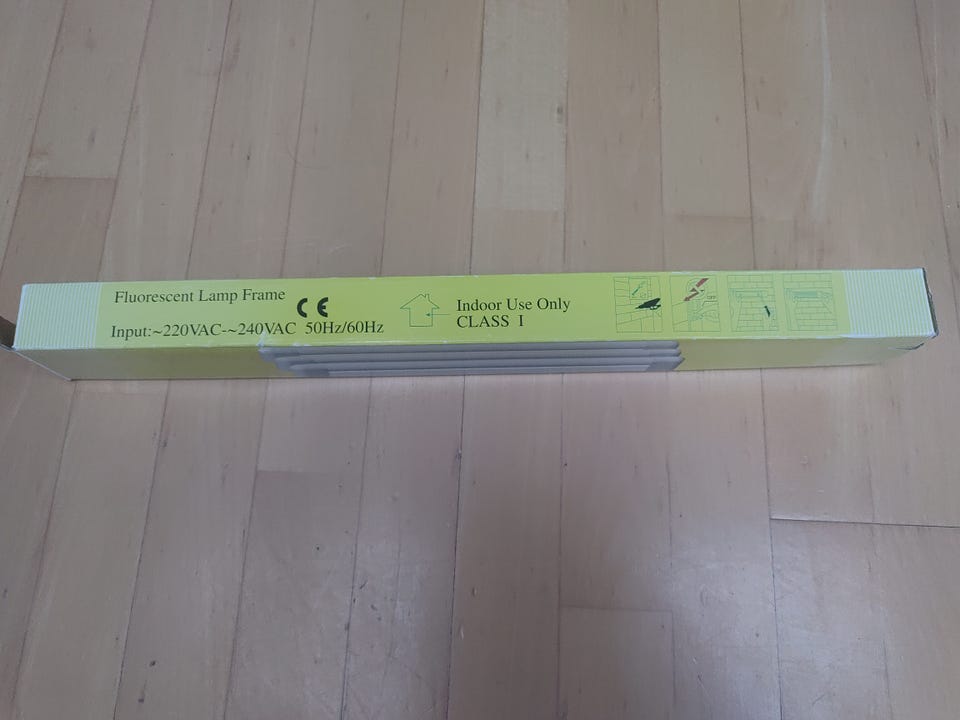 Fluorescent Lamp Frame
CE
Input:~220VAC-~240VAC 50Hz/60Hz
Indoor Use Only
CLASS I